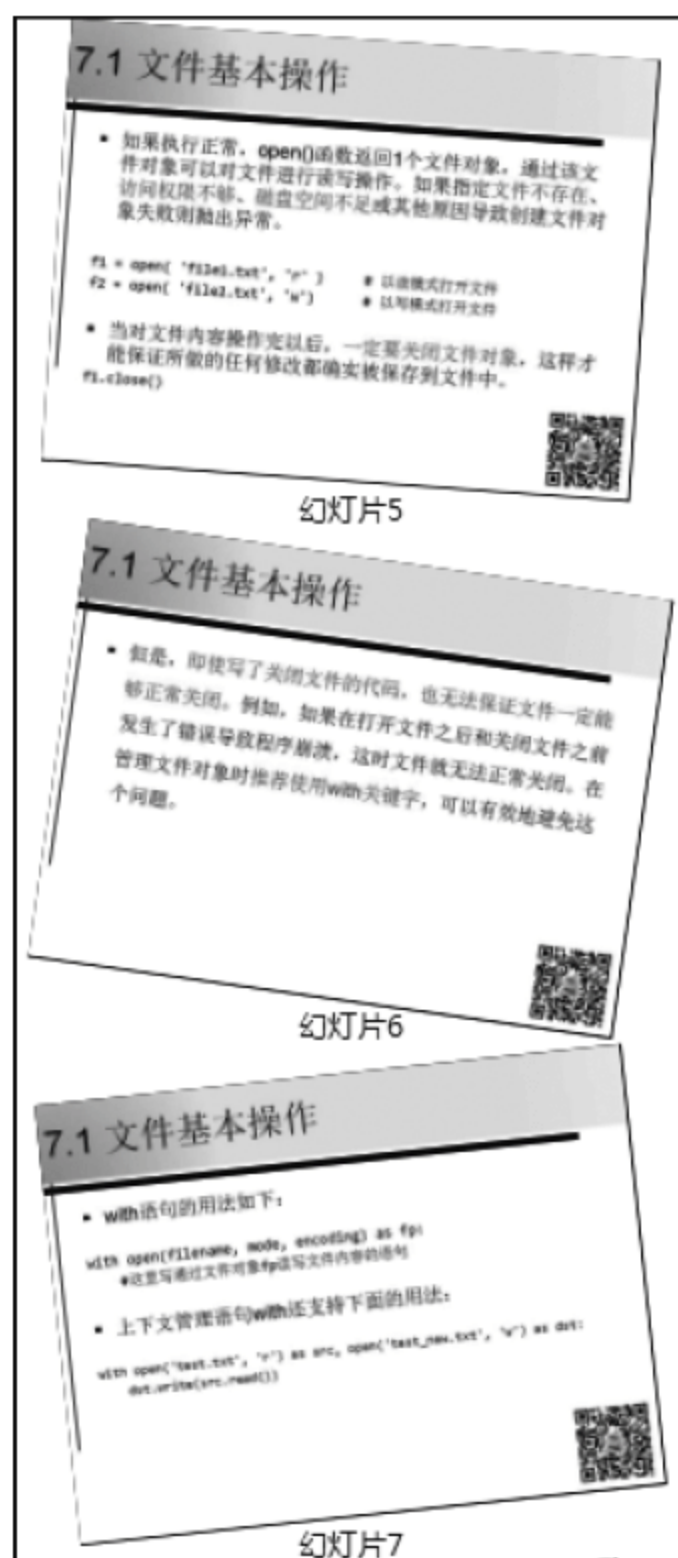 7.1 文件基本操作
▪ 如果执行正常，open()函数返回1个文件对象，通过该文
件对象可以对文件进行读写操作。如果指定文件不存在、
访问权限不够、磁盘空间不足或其他原因导致创建文件对
象失败则抛出异常。
f1 = open( 'file1.txt', 'r' ) # 以读模式打开文件
f2 = open( 'file2.txt', 'w') # 以写模式打开文件
▪ 当对文件内容操作完以后，一定要关闭文件对象，这样才
能保证所做的任何修改都确实被保存到文件中。
f1.close()
幻灯片5
7.1 文件基本操作
▪ 但是，即使写了关闭文件的代码，也无法保证文件一定能
够正常关闭。例如，如果在打开文件之后和关闭文件之前
发生了错误导致程序崩溃，这时文件就无法正常关闭。在
管理文件对象时推荐使用with关键字，可以有效地避免这
个问题。
幻灯片6
7.1 文件基本操作
▪ with语句的用法如下：
with open(filename, mode, encoding) as fp:
#这里写通过文件对象fp读写文件内容的语句
▪ 上下文管理语句with还支持下面的用法：
with open('test.txt', 'r') as src, open('test_new.txt', 'w') as dst:
dst.write(src.read())
幻灯片7